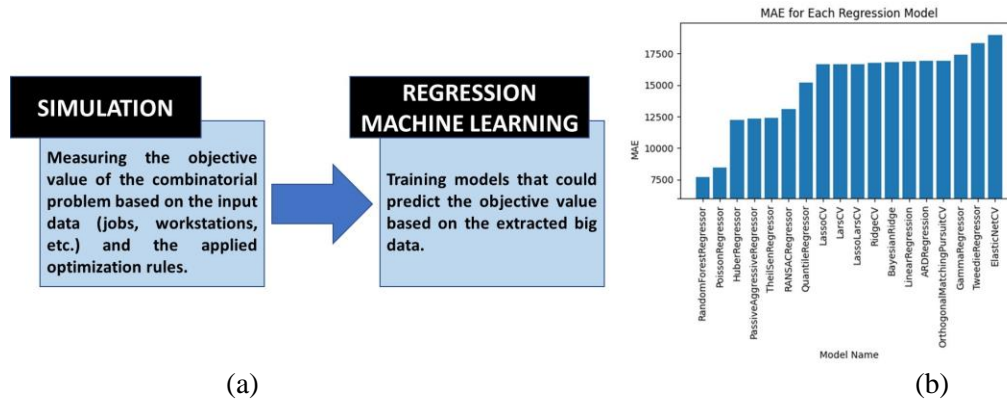 SIMULATION
Measuring the objective
value of the combinatorial
problem based on the input
data (jobs, workstations,
etc.) and the applied
optimization rules.
REGRESSION
MACHINE LEARNING
Training models that could
predict the objective value
based on the extracted big
data.
(a)
MAE for Each Regression Model
MAE
17500
15000
12500
10000
7500
RandomForestRegressor
PoissonRegressor
HuberRegressor
PassiveAggressiveRegressor
TheilSenRegressor
RANSACRegressor
QuantileRegressor
LassoCV
LarsCV
LassoLarsCV
RidgeCV
BayesianRidge
LinearRegression
ARDRegression
OrthogonalMatchingPursuitCV
GammaRegressor
TweedieRegressor
ElasticNetCV
Model Name
(b)